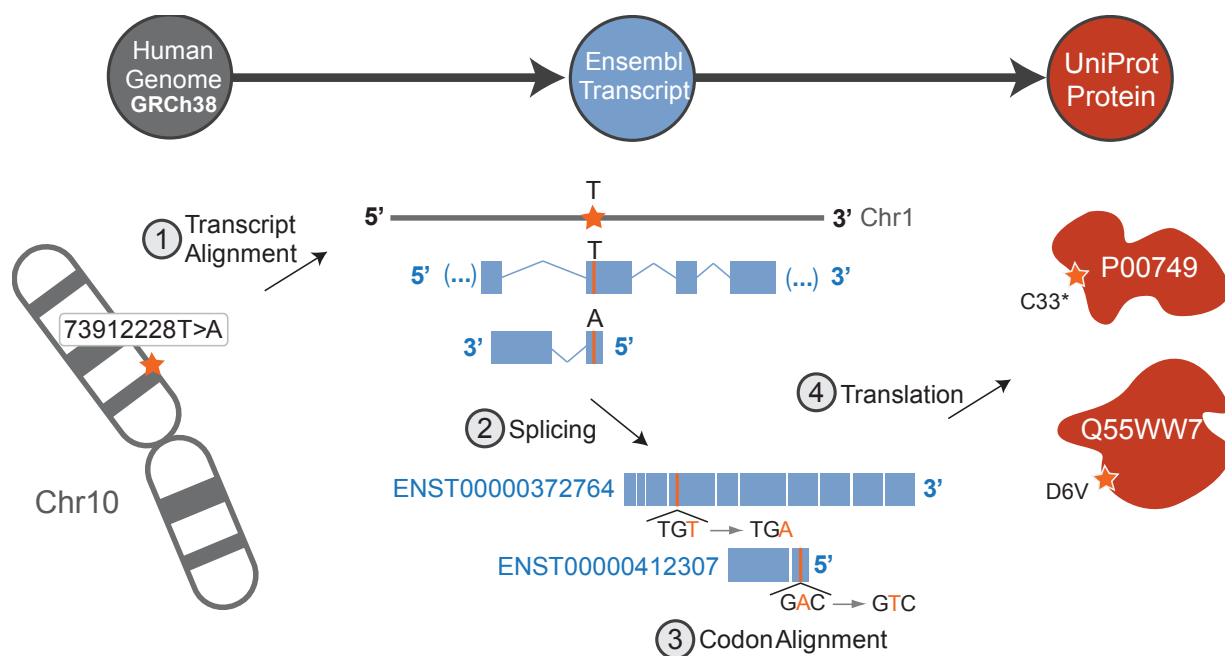 Human
Genome
GRCh38
Ensembl
Transcript
UniProt
Protein
1 Transcript
Alignment
T
5’ 3’ Chr1
T
5’ (...) (...) 3’
A
3’ 5’
73912228T>A
Chr10
2 Splicing
ENST00000372764 3’
TGT TGA
ENST00000412307 5’
GAC GTC
3 Codon Alignment
4 Translation
P00749
C33*
Q55WW7
D6V